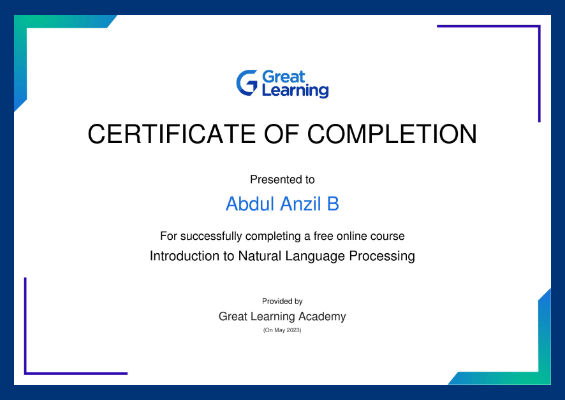 Great
Learning
CERTIFICATE OF COMPLETION
Presented to
Abdul Anzil B
For successfully completing a free online course
Introduction to Natural Language Processing
Provided by
Great Learning Academy
(On May 2023)